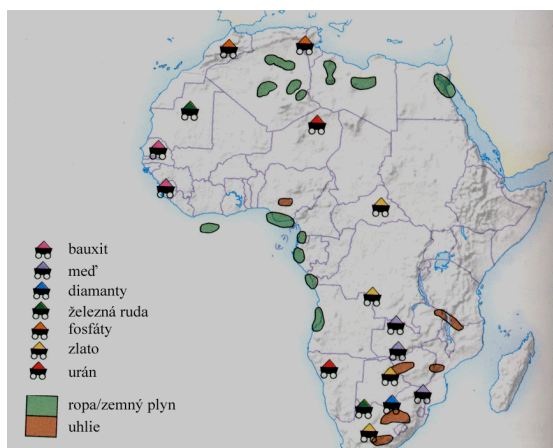 bauxit
meď
diamanty
železná ruda
fosfáty
zlato
urán
ropa/zemný plyn
uhlie